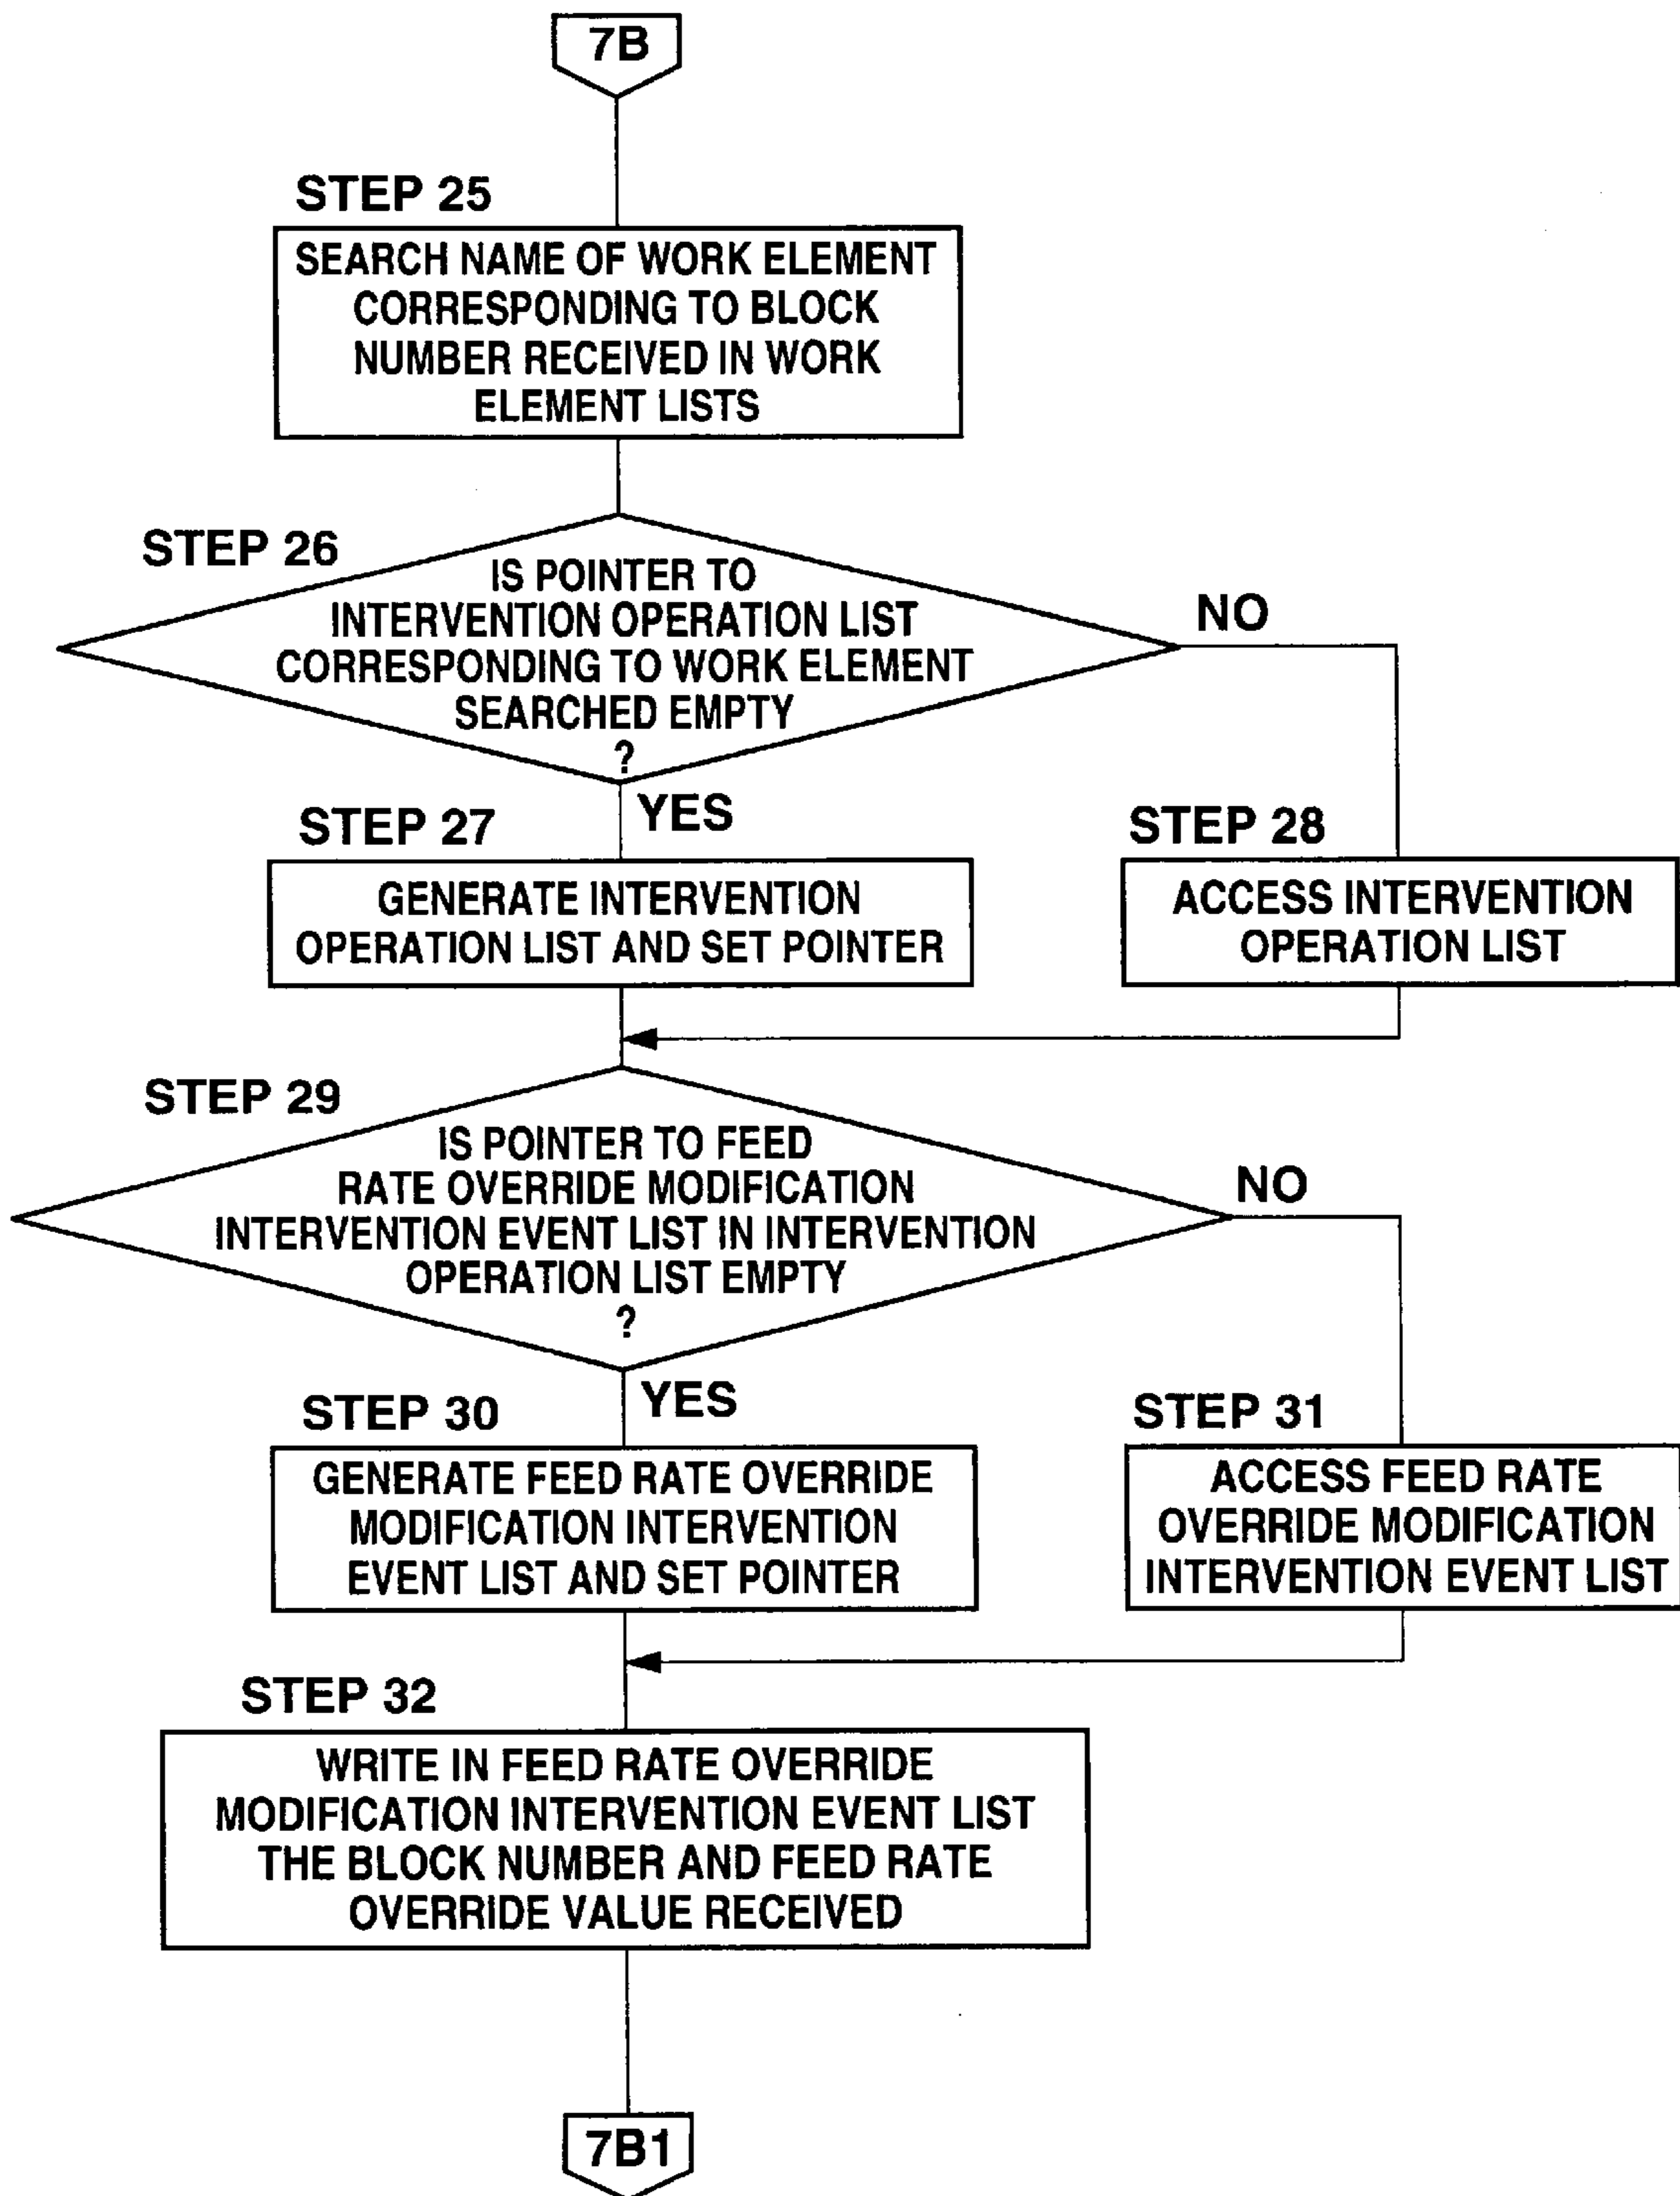 7B
STEP 25
SEARCH NAME OF WORK ELEMENT
CORRESPONDING TO BLOCK
NUMBER RECEIVED IN WORK
ELEMENT LISTS
STEP 26
IS POINTER TO
INTERVENTION OPERATION LIST
CORRESPONDING TO WORK ELEMENT
SEARCHED EMPTY
?
NO
YES
STEP 27
GENERATE INTERVENTION
OPERATION LIST AND SET POINTER
STEP 28
ACCESS INTERVENTION
OPERATION LIST
STEP 29
IS POINTER TO FEED
RATE OVERRIDE MODIFICATION
INTERVENTION EVENT LIST IN INTERVENTION
OPERATION LIST EMPTY
?
NO
YES
STEP 30
GENERATE FEED RATE OVERRIDE
MODIFICATION INTERVENTION
EVENT LIST AND SET POINTER
STEP 31
ACCESS FEED RATE
OVERRIDE MODIFICATION
INTERVENTION EVENT LIST
STEP 32
WRITE IN FEED RATE OVERRIDE
MODIFICATION INTERVENTION EVENT LIST
THE BLOCK NUMBER AND FEED RATE
OVERRIDE VALUE RECEIVED
7B1